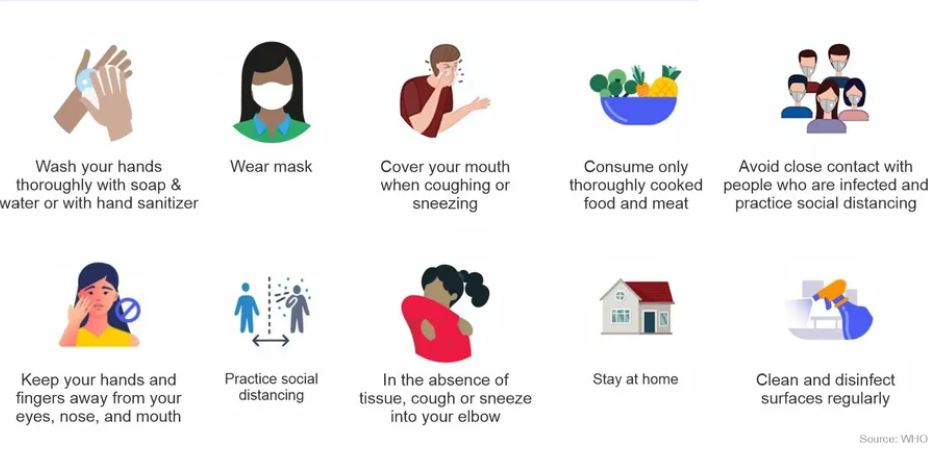 Wash your hands
thoroughly with soap &
water or with hand sanitizer
Wear mask
Cover your mouth
when coughing or
sneezing
Consume only
thoroughly cooked
food and meat
Avoid close contact with
people who are infected and
practice social distancing
Keep your hands and
fingers away from your
eyes, nose, and mouth
Practice social
distancing
In the absence of
tissue, cough or sneeze
into your elbow
Stay at home
Clean and disinfect
surfaces regularly
Source: WHO